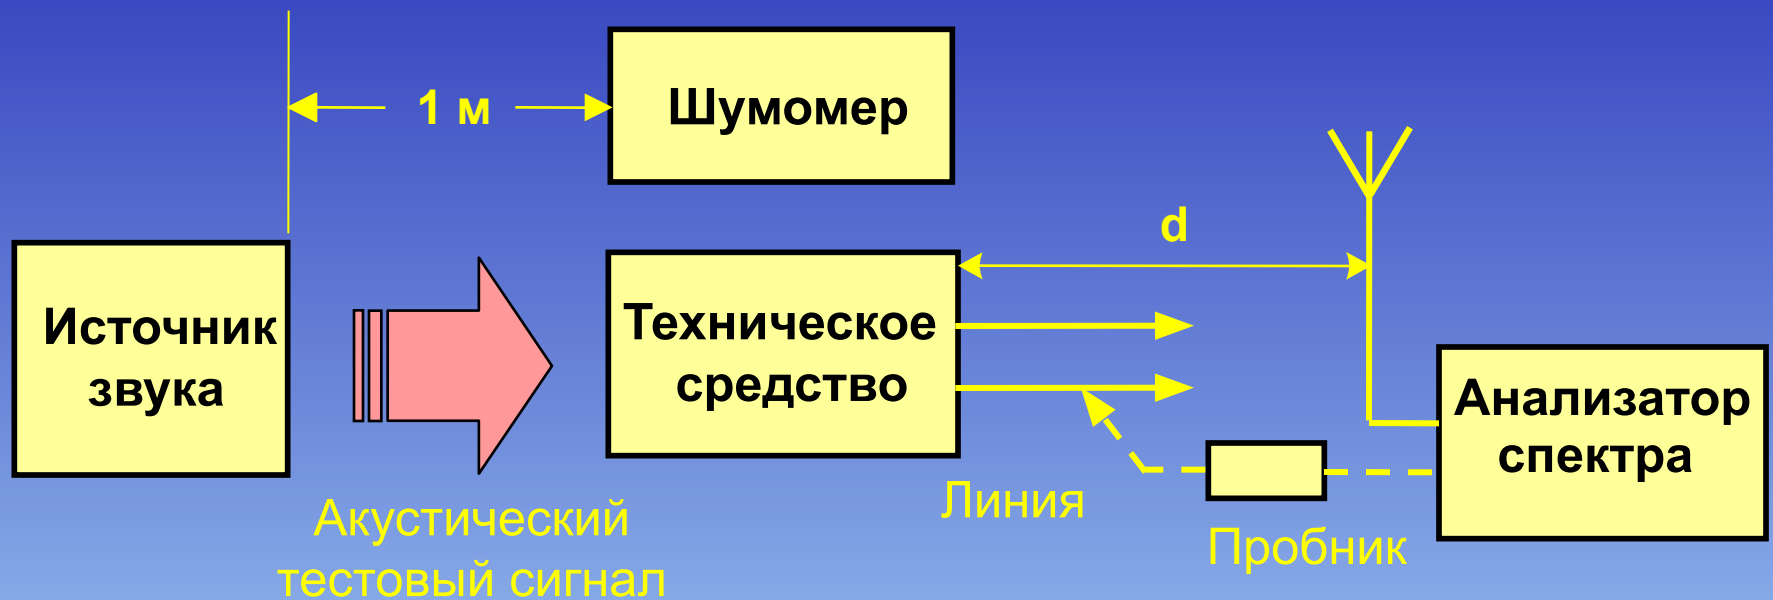 1 м
Шумомер
d
Источник
звука
Техническое
средство
Анализатор
спектра
Линия
Пробник
Акустический
тестовый сигнал